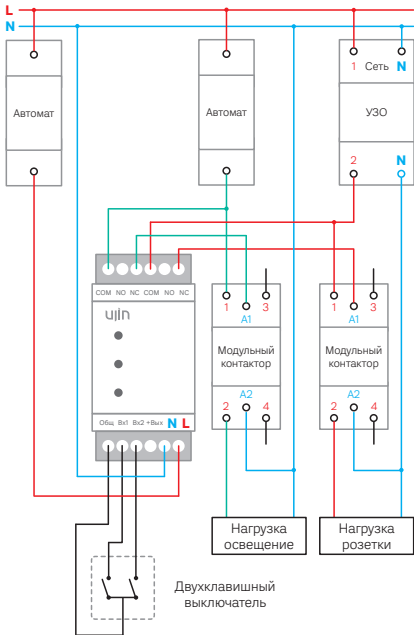 L
N
1 Сеть N
Автомат
Автомат
УЗО
2 N
COM NO NC COM NO NC
ujin
1 3
A1
1 3
A1
Модульный
контактор
Модульный
контактор
A2
2 4
A2
2 4
Общ Вх1 Вх2 +Вых N L
Нагрузка
освещение
Нагрузка
розетки
Двухклавишный
выключатель